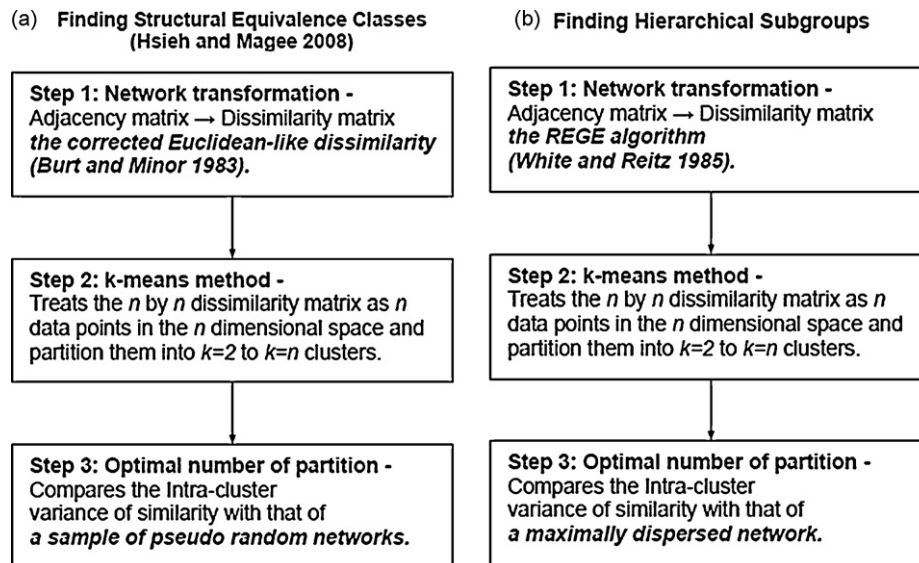 (a) Finding Structural Equivalence Classes
(Hsieh and Magee 2008)
Step 1: Network transformation -
Adjacency matrix → Dissimilarity matrix
the corrected Euclidean-like dissimilarity
(Burt and Minor 1983).
Step 2: k-means method -
Treats the n by n dissimilarity matrix as n
data points in the n dimensional space and
partition them into k=2 to k=n clusters.
Step 3: Optimal number of partition -
Compares the Intra-cluster
variance of similarity with that of
a sample of pseudo random networks.
(b) Finding Hierarchical Subgroups
Step 1: Network transformation -
Adjacency matrix → Dissimilarity matrix
the REGE algorithm
(White and Reitz 1985).
Step 2: k-means method -
Treats the n by n dissimilarity matrix as n
data points in the n dimensional space and
partition them into k=2 to k=n clusters.
Step 3: Optimal number of partition -
Compares the Intra-cluster
variance of similarity with that of
a maximally dispersed network.